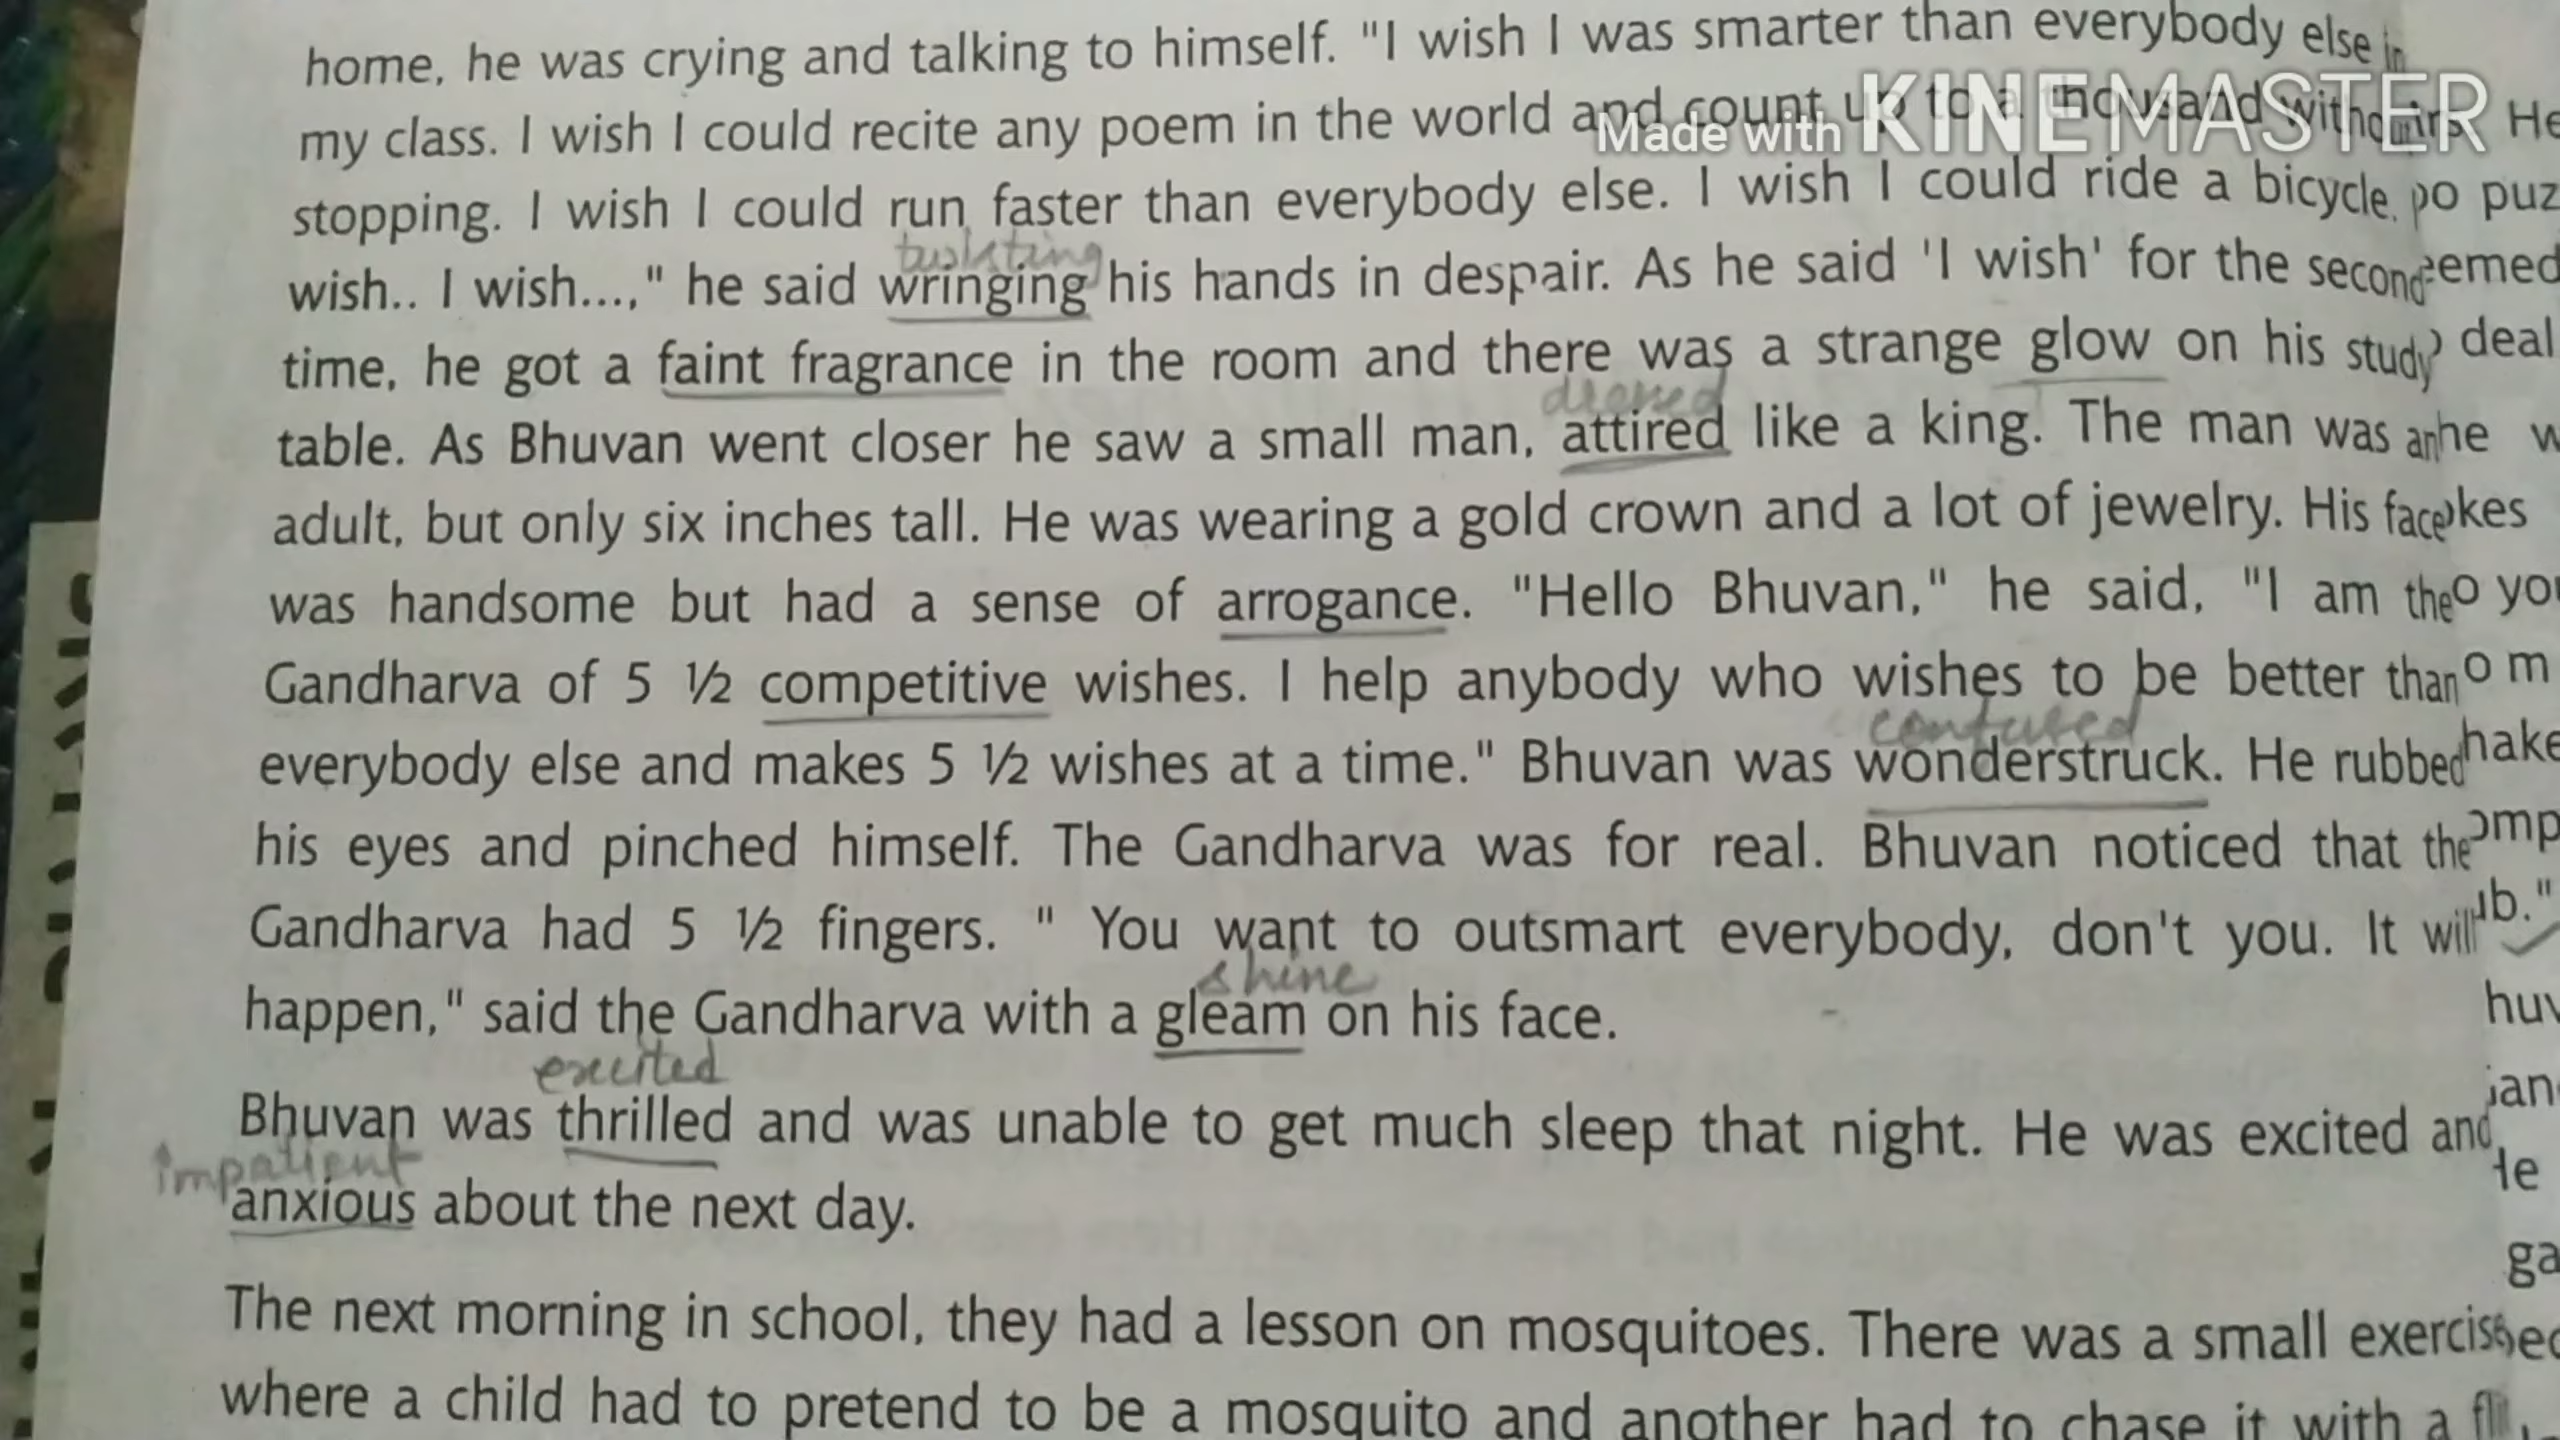 home, he was crying and talking to himself. "I wish I was smarter than everybody else in
Made with KINEMASTER
my class. I wish I could recite any poem in the world and count up to a thousand without
stopping. I wish I could run faster than everybody else. I wish I could ride a bicycle.
twisting
wish.. I wish...," he said wringing his hands in despair. As he said 'I wish' for the second
time, he got a faint fragrance in the room and there was a strange glow on his study
dressed
table. As Bhuvan went closer he saw a small man, attired like a king. The man was an
adult, but only six inches tall. He was wearing a gold crown and a lot of jewelry. His face
was handsome but had a sense of arrogance. "Hello Bhuvan," he said, "I am the
Gandharva of 5 ½ competitive wishes. I help anybody who wishes to be better than
confused
everybody else and makes 5 ½ wishes at a time." Bhuvan was wonderstruck. He rubbed
his eyes and pinched himself. The Gandharva was for real. Bhuvan noticed that the
Gandharva had 5 ½ fingers. " You want to outsmart everybody, don't you. It will
shine
happen," said the Gandharva with a gleam on his face.
excited
Bhuvan was thrilled and was unable to get much sleep that night. He was excited and
impatient
anxious about the next day.
The next morning in school, they had a lesson on mosquitoes. There was a small exercise
where a child had to pretend to be a mosquito and another had to chase it with a